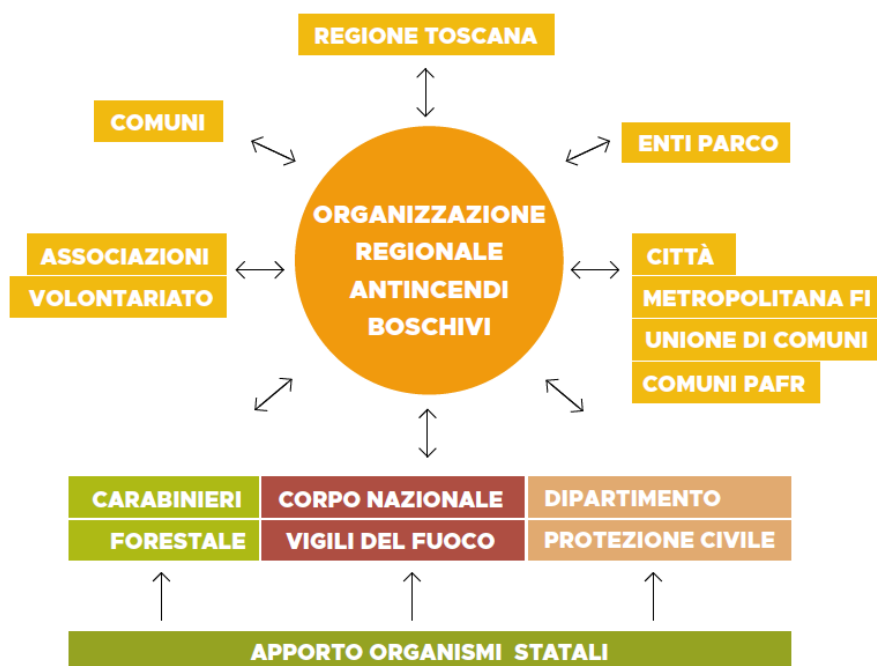 REGIONE TOSCANA
COMUNI
ENTI PARCO
ORGANIZZAZIONE
REGIONALE
ANTINCENDI
BOSCHIVI
ASSOCIAZIONI
VOLONTARIATO
CITTÀ
METROPOLITANA FI
UNIONE DI COMUNI
COMUNI PAFR
CARABINIERI
FORESTALE
CORPO NAZIONALE
VIGILI DEL FUOCO
DIPARTIMENTO
PROTEZIONE CIVILE
APPORTO ORGANISMI STATALI